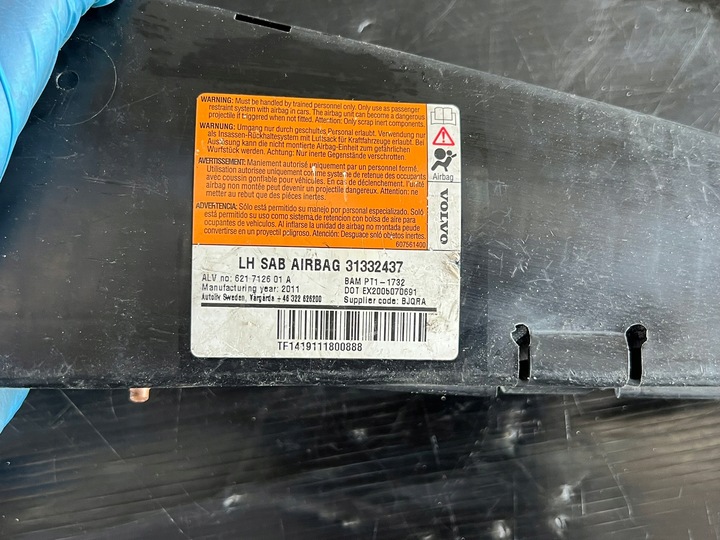 WARNING: Must be handled by trained personnel only. Only use as passenger
restraint system with airbag in cars. The airbag unit can become a dangerous
projectile if triggered when not fitted. Attention: Only scrap inert components.
WARNUNG: Umgang nur durch geschultes Personal erlaubt. Verwendung nur
als Insassen-Rückhaltesystem mit Luftsack für Kraftfahrzeuge erlaubt. Bei
Auslösung kann die nicht montierte Airbag-Einheit zum gefährlichen
Wurfstück werden. Achtung: Nur inerte Gegenstände verschrotten.
AVERTISSEMENT: Maniement autorisé uniquement par un personnel formé.
Utilisation autorisée uniquement comme système de retenue des occupants
avec coussin gonflable pour véhicules. En cas de déclenchement, l'unité
airbag non montée peut devenir un projectile dangereux. Attention: ne
mettre au rebut que des pièces inertes.
ADVERTENCIA: Sólo está permitido su manejo por personal especializado. Sólo
está permitido su uso como sistema de retención con bolsa de aire para
ocupantes de vehículos. Al inflarse la unidad de airbag no montada puede
convertirse en un proyectil peligroso. Atención: Desguace solo objetos inertes.
607561400
Airbag
VOLVO
LH SAB AIRBAG 31332437
ALV no: 621 7126 01 A
BAM PT1-1732
Manufacturing year: 2011
DOT EX200b070691
Autoliv Sweden, Vårgårda +46 322 626200
Supplier code: BJQRA
TF1419111800888